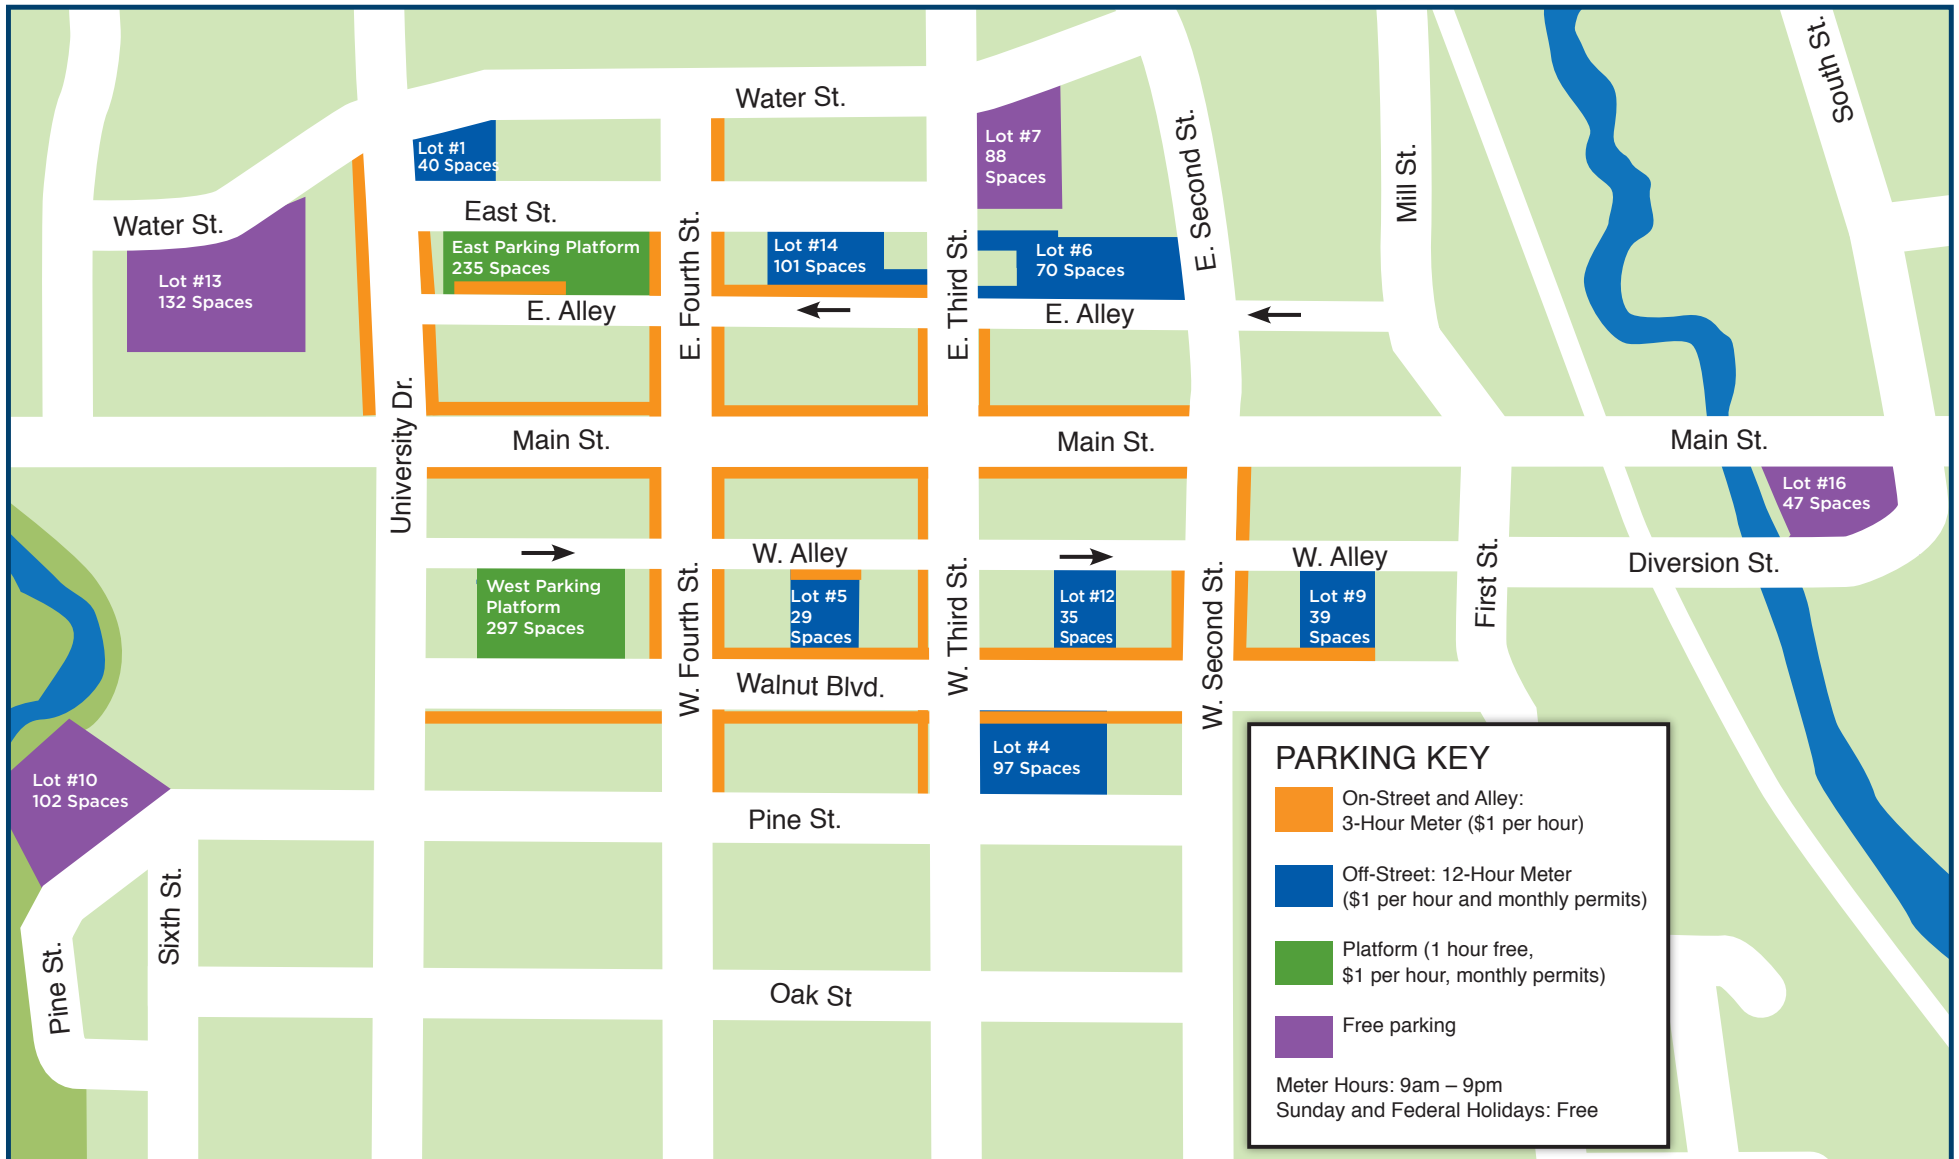 South St.
Water St.
Lot #7
88
Spaces
Lot #1
40 Spaces
E. Second St.
Mill St.
East St.
Water St.
E. Fourth St.
E. Third St.
East Parking Platform
235 Spaces
Lot #14
101 Spaces
Lot #6
70 Spaces
Lot #13
132 Spaces
E. Alley
E. Alley
University Dr.
Main St.
Main St.
Main St.
Lot #16
47 Spaces
W. Alley
W. Alley
Diversion St.
First St.
West Parking
Platform
297 Spaces
W. Fourth St.
Lot #5
29
Spaces
W. Third St.
Lot #12
35
Spaces
W. Second St.
Lot #9
39
Spaces
Walnut Blvd.
Lot #4
97 Spaces
Lot #10
102 Spaces
Pine St.
Sixth St.
Pine St.
Oak St
PARKING KEY
On-Street and Alley:
3-Hour Meter ($1 per hour)
Off-Street: 12-Hour Meter
($1 per hour and monthly permits)
Platform (1 hour free,
$1 per hour, monthly permits)
Free parking
Meter Hours: 9am – 9pm
Sunday and Federal Holidays: Free